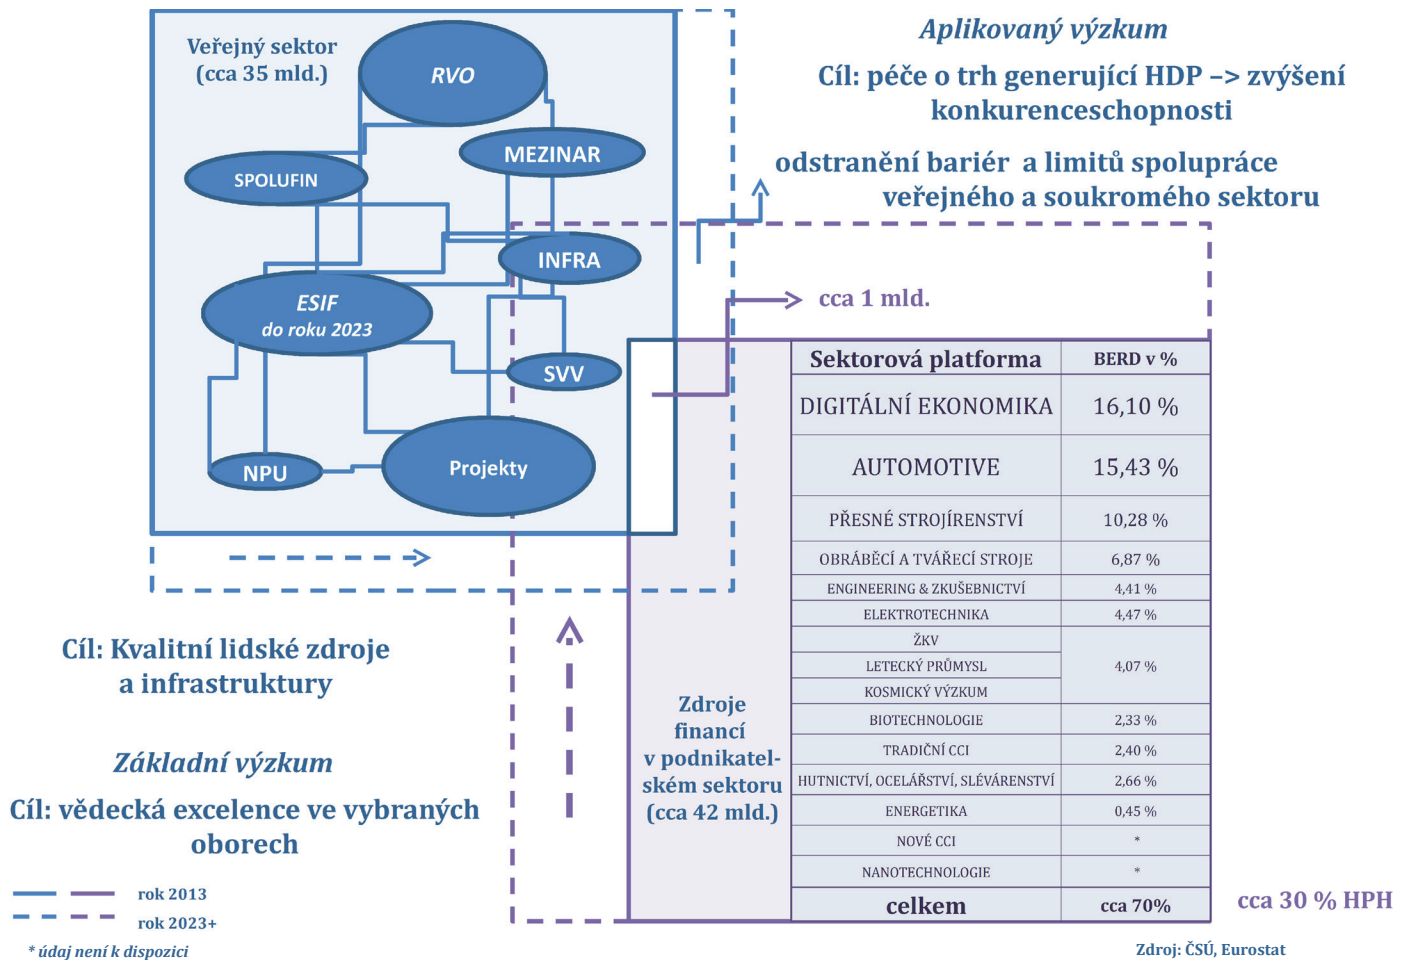 Veřejný sektor
(cca 35 mld.)
RVO
MEZINAR
SPOLUFIN
INFRA
ESIF
do roku 2023
SVV
NPU
Projekty
Aplikovaný výzkum
Cíl: péče o trh generující HDP –> zvýšení
konkurenceschopnosti
odstranění bariér a limitů spolupráce
veřejného a soukromého sektoru
cca 1 mld.
Sektorová platforma BERD v %
DIGITÁLNÍ EKONOMIKA 16,10 %
AUTOMOTIVE 15,43 %
PŘESNÉ STROJÍRENSTVÍ 10,28 %
OBRÁBĚCÍ A TVÁŘECÍ STROJE 6,87 %
ENGINEERING & ZKUŠEBNICTVÍ 4,41 %
ELEKTROTECHNIKA 4,47 %
ŽKV
LETECKÝ PRŮMYSL 4,07 %
KOSMICKÝ VÝZKUM
BIOTECHNOLOGIE 2,33 %
TRADIČNÍ CCI 2,40 %
HUTNICTVÍ, OCELÁŘSTVÍ, SLÉVÁRENSTVÍ 2,66 %
ENERGETIKA 0,45 %
NOVÉ CCI *
NANOTECHNOLOGIE *
celkem cca 70%
Zdroje
financí
v podnikatel-
ském sektoru
(cca 42 mld.)
cca 30 % HPH
Cíl: Kvalitní lidské zdroje
a infrastruktury
Základní výzkum
Cíl: vědecká excelence ve vybraných
oborech
rok 2013
rok 2023+
* údaj není k dispozici
Zdroj: ČSÚ, Eurostat